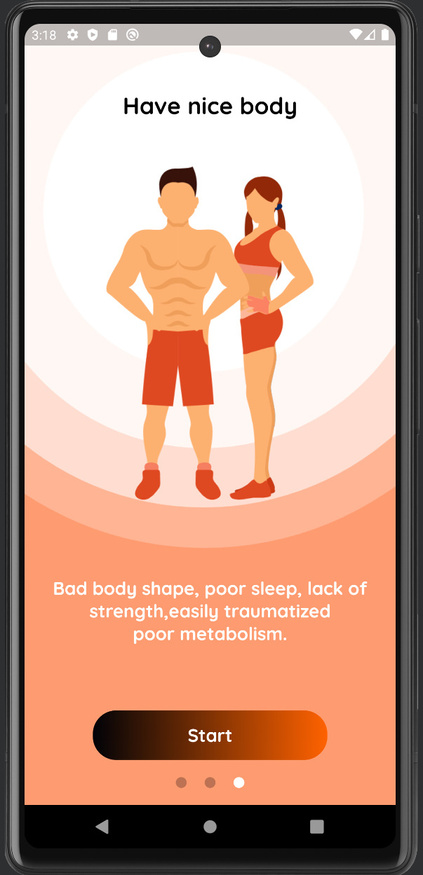 3:18
Have nice body
Bad body shape, poor sleep, lack of
strength,easily traumatized
poor metabolism.
Start